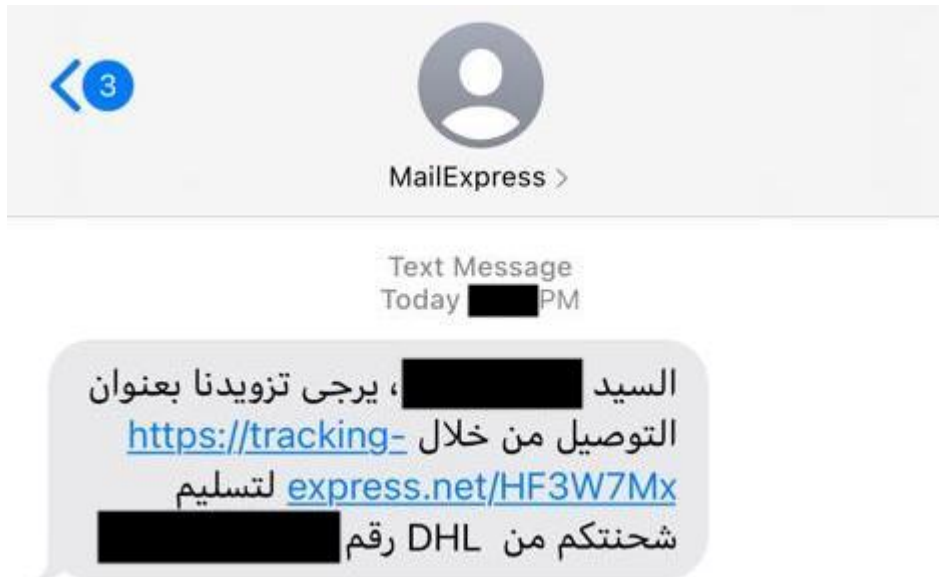 3
MailExpress >
Text Message
Today PM
السيد ، يرجى تزويدنا بعنوان
التوصيل من خلال https://tracking-
express.net/HF3W7Mx لتسليم
شحنتكم من DHL رقم